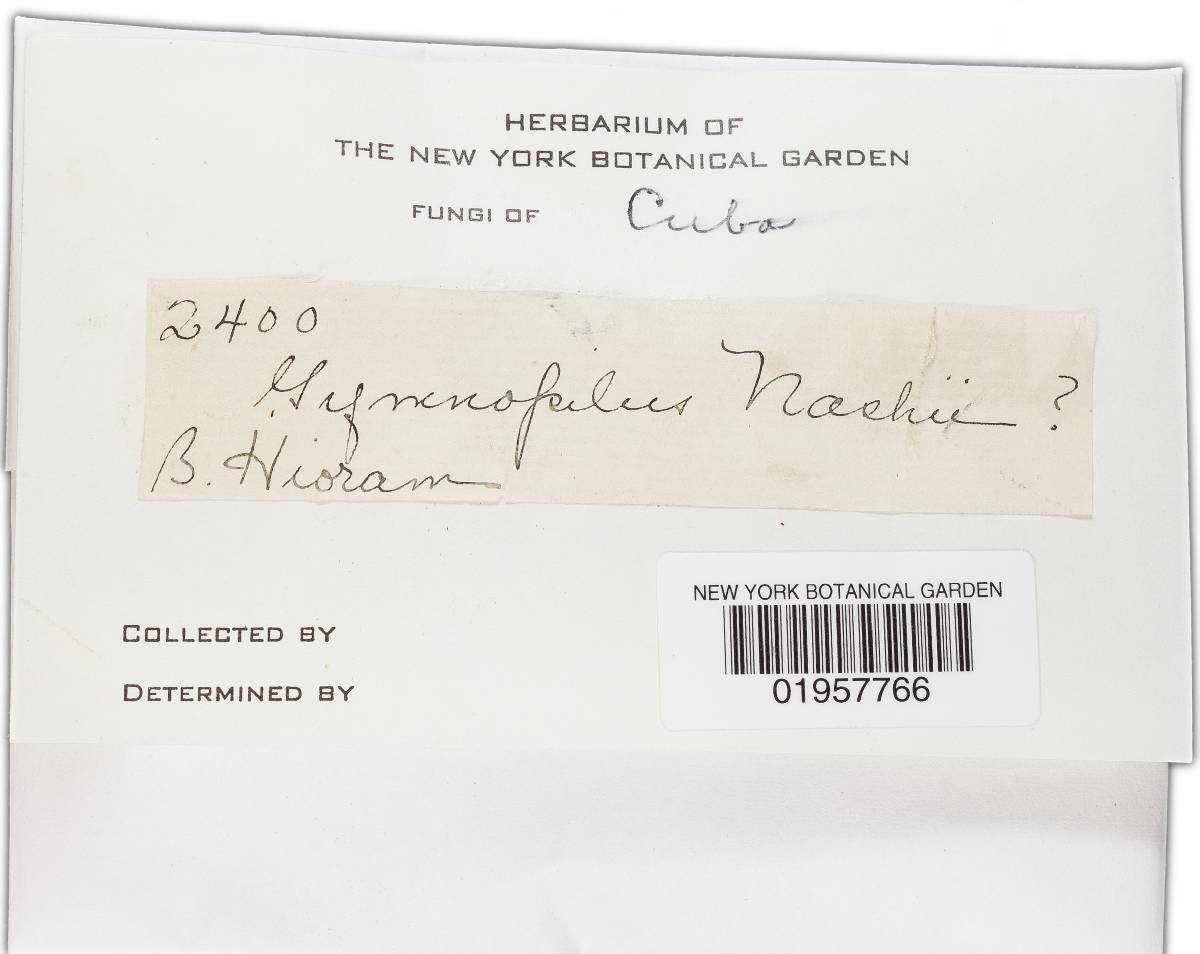 HERBARIUM OF
THE NEW YORK BOTANICAL GARDEN
FUNGI OF Cuba
2400
Gymnopilus Nashii ?
B. Hioram
COLLECTED BY
DETERMINED BY
NEW YORK BOTANICAL GARDEN
01957766